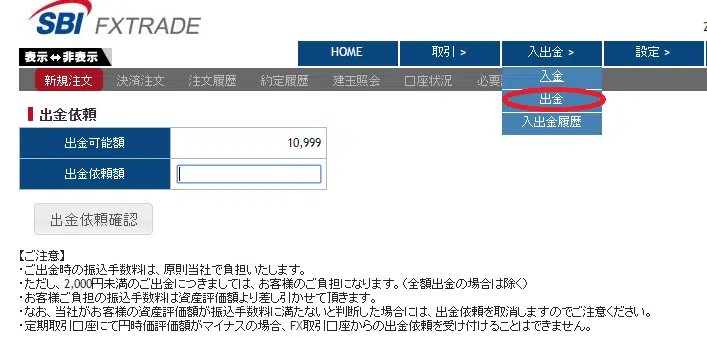 SBI FXTRADE
2
表示⇔非表示
HOME
取引 >
入出金 >
設定 >
新規注文
決済注文
注文履歴
約定履歴
建玉照会
口座状況
必要
入金
出金
入出金履歴
出金依頼
出金可能額
10,999
出金依頼額
出金依頼確認
【ご注意】
・ご出金時の振込手数料は、原則当社で負担いたします。
・ただし、2,000円未満のご出金につきましては、お客様のご負担になります。（全額出金の場合は除く）
・お客様ご負担の振込手数料は資産評価額より差し引かせて頂きます。
・なお、当社がお客様の資産評価額が振込手数料に満たないと判断した場合には、出金依頼を取消しますのでご注意ください。
・定期取引口座にて円時価評価額がマイナスの場合、FX取引口座からの出金依頼を受け付けることはできません。